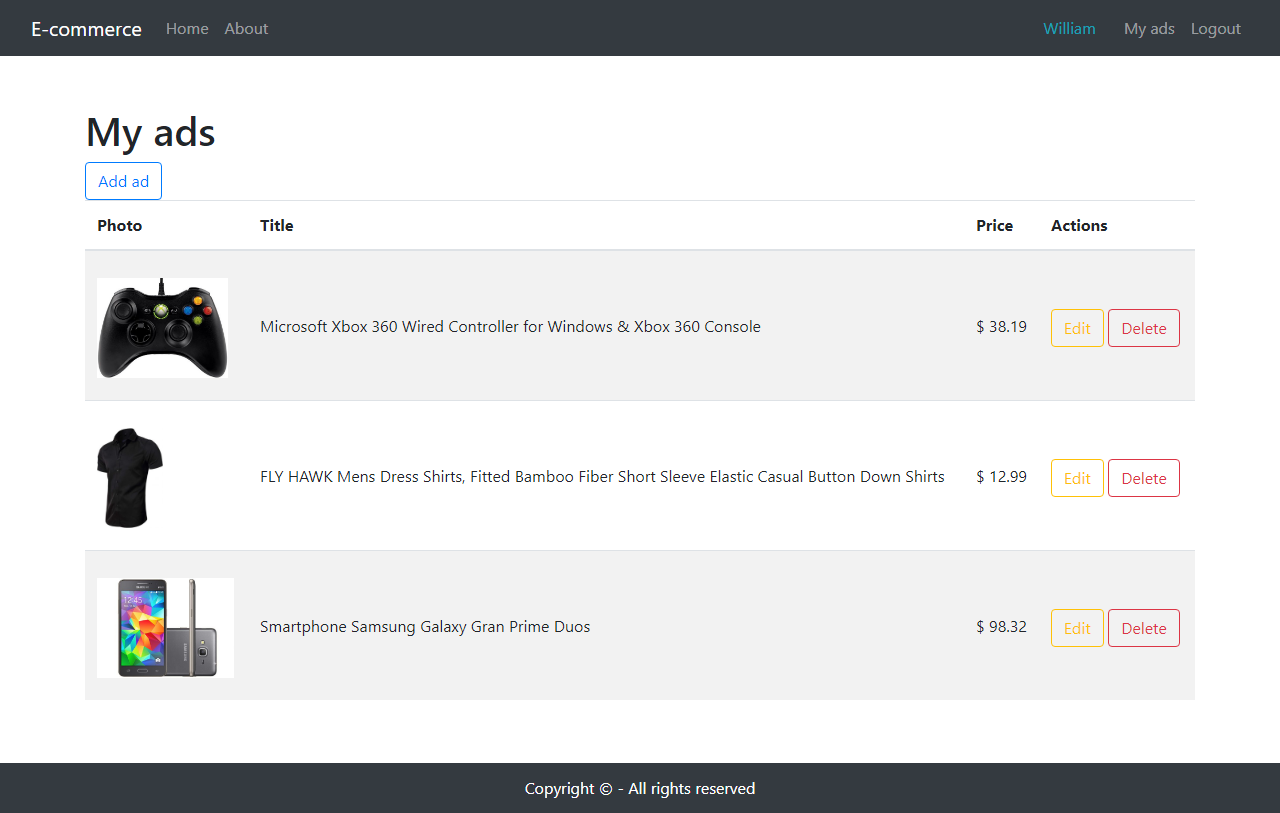 E-commerce Home About William My ads Logout
My ads
Add ad
Photo Title Price Actions
Microsoft Xbox 360 Wired Controller for Windows & Xbox 360 Console $ 38.19 Edit Delete
FLY HAWK Mens Dress Shirts, Fitted Bamboo Fiber Short Sleeve Elastic Casual Button Down Shirts $ 12.99 Edit Delete
12:45
Smartphone Samsung Galaxy Gran Prime Duos $ 98.32 Edit Delete
Copyright © - All rights reserved